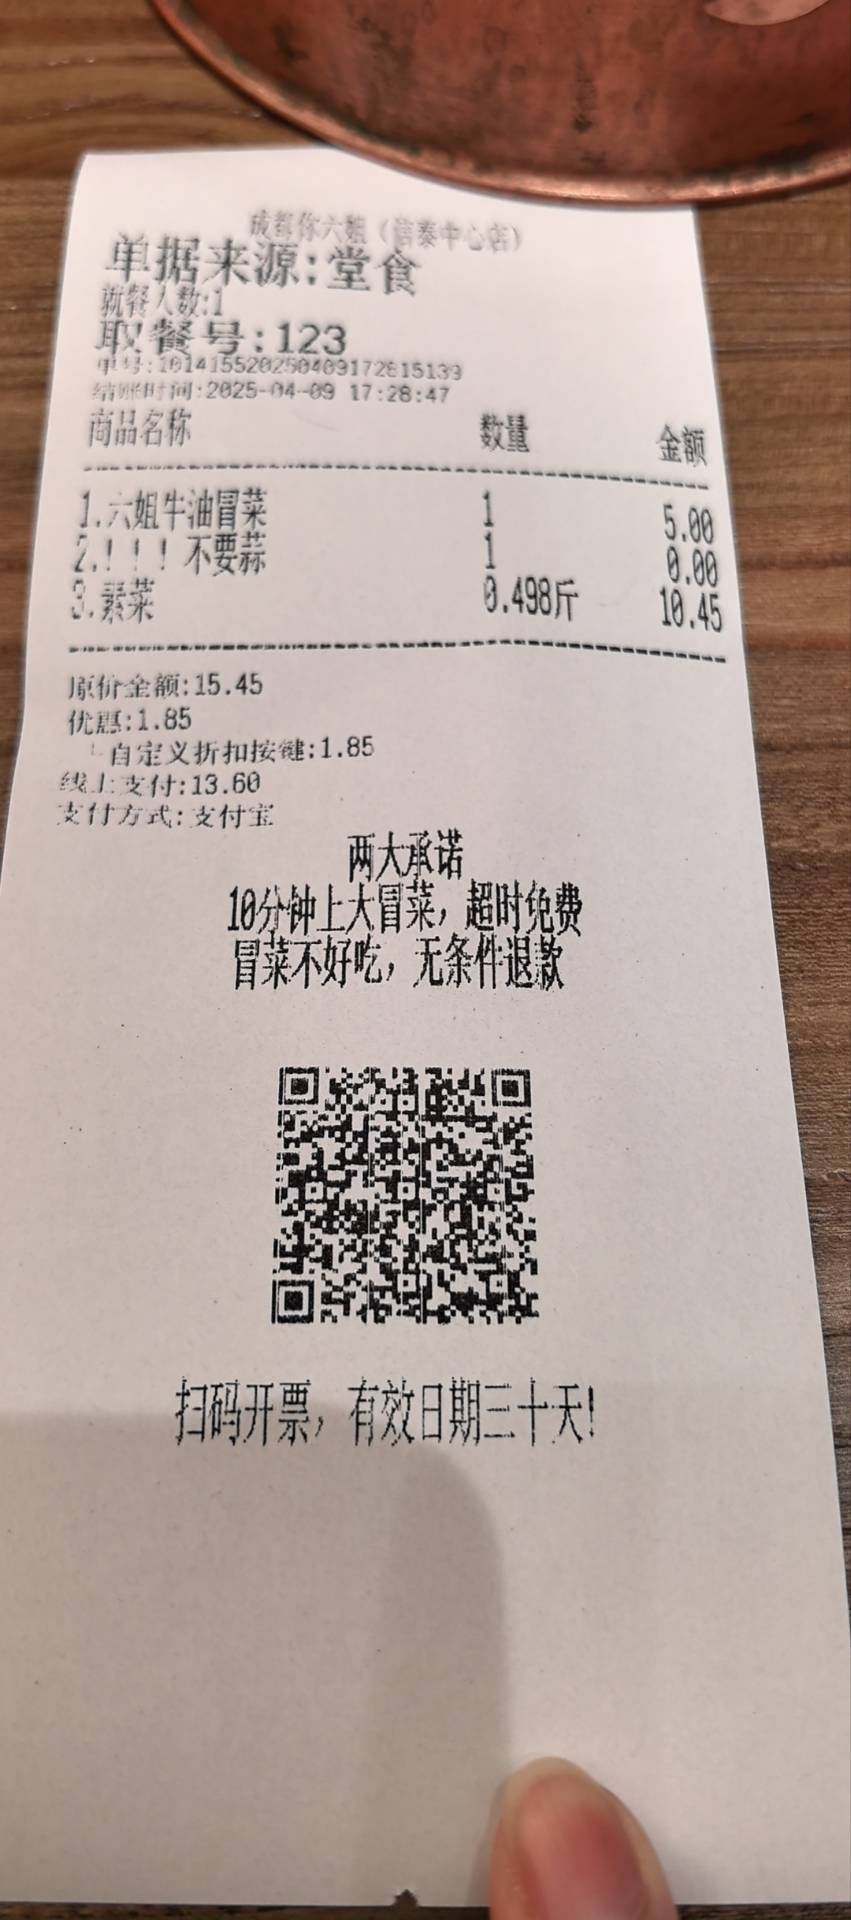 成都你六姐（信泰中心店）
单据来源:堂食
就餐人数:1
取餐号:123
单号:10141552025040917281​5139
结账时间:2025-04-09 17:28:47
商品名称 数量 金额
1.六姐牛油冒菜 1 5.00
2.！！！不要蒜 1 0.00
3.素菜 0.498斤 10.45
原价金额:15.45
优惠:1.85
└自定义折扣按键:1.85
线上支付:13.60
支付方式:支付宝
两大承诺
10分钟上大冒菜，超时免费
冒菜不好吃，无条件退款
扫码开票，有效日期三十天!